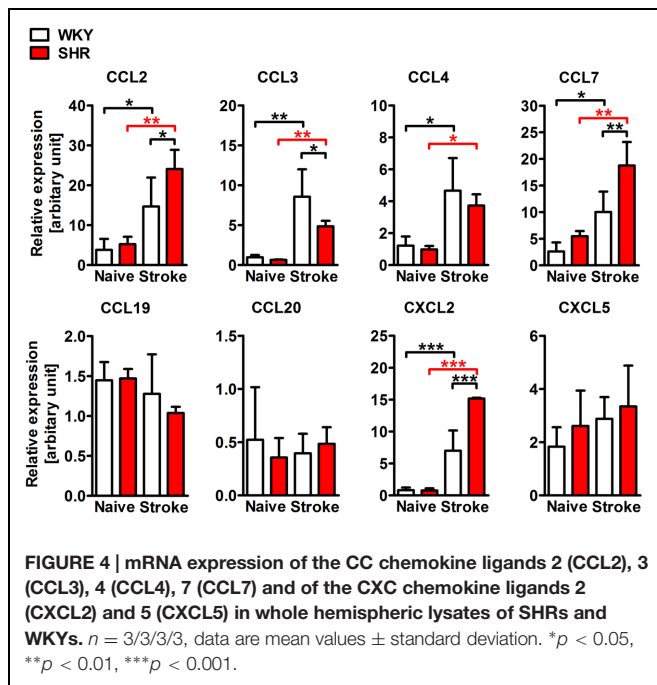 WKY
SHR
CCL2 CCL3 CCL4 CCL7
Relative expression
[arbitary unit]
40
30
20
10
0
*
**
*
Naive Stroke
20
15
10
5
0
**
**
*
Naive Stroke
8
6
4
2
0
*
*
Naive Stroke
30
25
20
15
10
5
0
*
**
**
Naive Stroke
CCL19 CCL20 CXCL2 CXCL5
Relative expression
[arbitary unit]
2.0
1.5
1.0
0.5
0.0
Naive Stroke
1.5
1.0
0.5
0.0
Naive Stroke
25
20
15
10
5
0
***
***
***
Naive Stroke
6
4
2
0
Naive Stroke
FIGURE 4 | mRNA expression of the CC chemokine ligands 2 (CCL2), 3
(CCL3), 4 (CCL4), 7 (CCL7) and of the CXC chemokine ligands 2
(CXCL2) and 5 (CXCL5) in whole hemispheric lysates of SHRs and
WKYs. n = 3/3/3/3, data are mean values ± standard deviation. *p < 0.05,
**p < 0.01, ***p < 0.001.